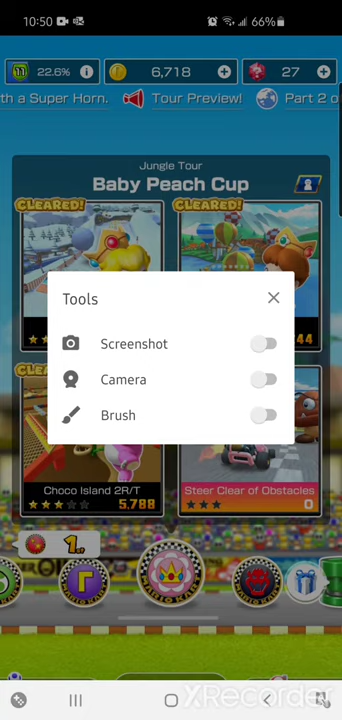 10:50
66%
22.6%
6,718
27
th a Super Horn.
Tour Preview!
Part 2 o
Jungle Tour
Baby Peach Cup
CLEARED!
CLEARED!
Tools
Screenshot
44
Camera
Brush
Choco Island 2R/T
5,788
Steer Clear of Obstacles
0
1
XRecorder